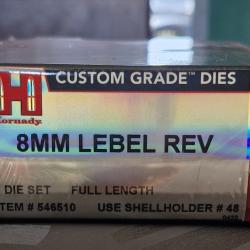 H
Hornady
CUSTOM GRADE™ DIES
8MM LEBEL REV
DIE SET FULL LENGTH
ITEM # 546510 USE SHELLHOLDER # 48